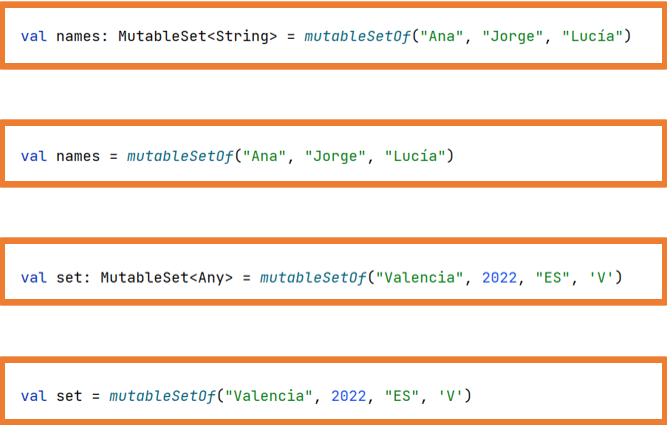 val names: MutableSet<String> = mutableSetOf("Ana", "Jorge", "Lucía")
val names = mutableSetOf("Ana", "Jorge", "Lucía")
val set: MutableSet<Any> = mutableSetOf("Valencia", 2022, "ES", 'V')
val set = mutableSetOf("Valencia", 2022, "ES", 'V')